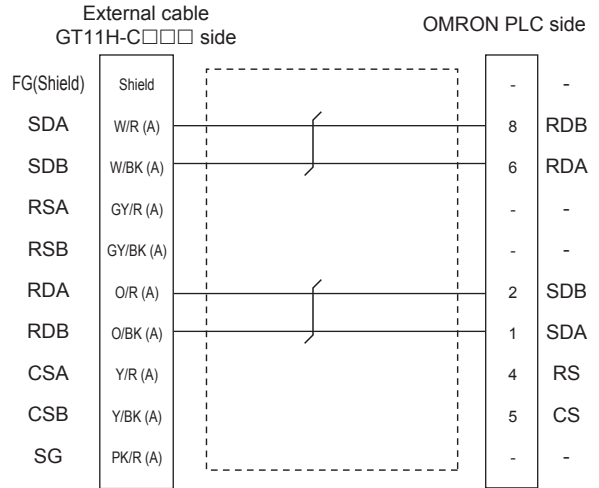 External cable
GT11H-C□□□ side
OMRON PLC side
FG(Shield) Shield - -
SDA W/R (A) 8 RDB
SDB W/BK (A) 6 RDA
RSA GY/R (A) - -
RSB GY/BK (A) - -
RDA O/R (A) 2 SDB
RDB O/BK (A) 1 SDA
CSA Y/R (A) 4 RS
CSB Y/BK (A) 5 CS
SG PK/R (A) - -